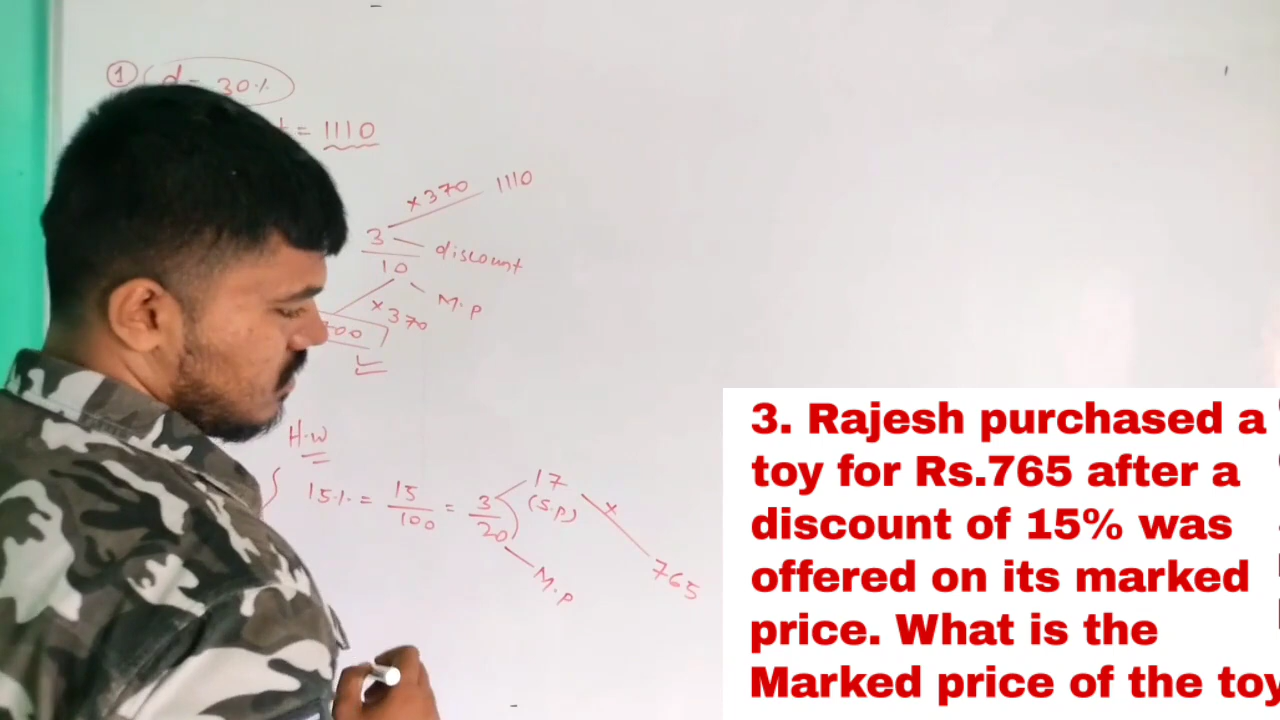 ① d = 30%
t = 1110
×370 1110
3 — discount
10
M.P
×370
700
H.W
15% = 15/100 = 3/20
17
(S.P)
×
765
M.P
3. Rajesh purchased a
toy for Rs.765 after a
discount of 15% was
offered on its marked
price. What is the
Marked price of the toy